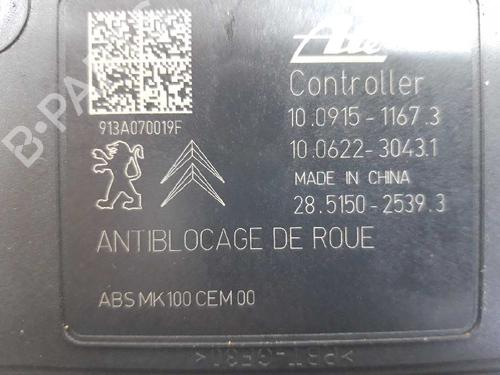 Ate
Controller
913A070019F
10.0915-1167.3
10.0622-3043.1
MADE IN CHINA
28.5150-2539.3
ANTIBLOCAGE DE ROUE
ABS MK100 CEM 00
B-PARTS